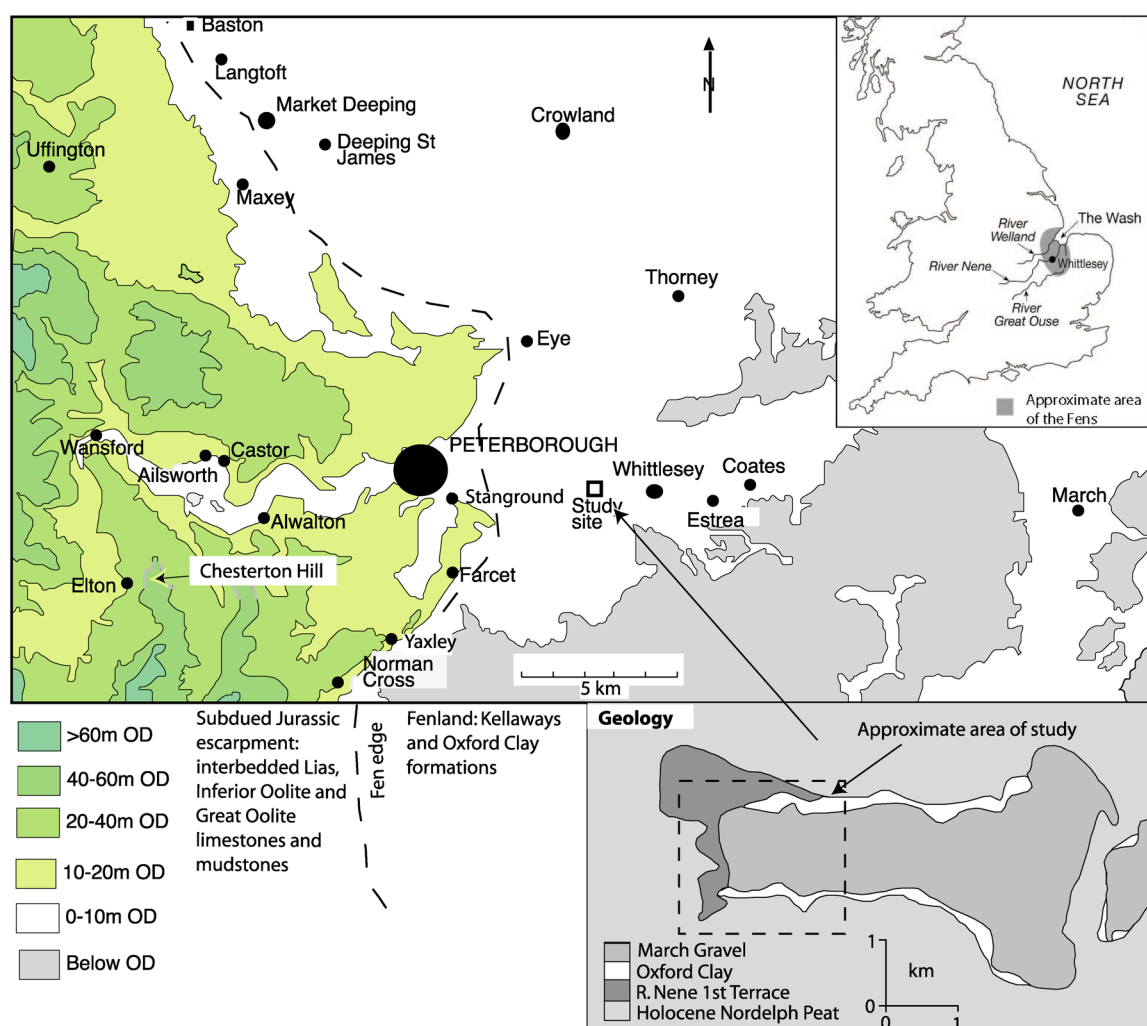 Baston
Langtoft
Market Deeping
Deeping St
James
Uffington
Maxey
Crowland
N
Thorney
Eye
Wansford
Ailsworth
Castor
PETERBOROUGH
Stanground
Alwalton
Whittlesey
Coates
Study
site
Estrea
March
Chesterton Hill
Elton
Farcet
Yaxley
Norman
Cross
5 km
NORTH
SEA
River
Welland
The Wash
River Nene
Whittlesey
River
Great Ouse
Approximate area
of the Fens
>60m OD
40-60m OD
20-40m OD
10-20m OD
0-10m OD
Below OD
Subdued Jurassic
escarpment:
interbedded Lias,
Inferior Oolite and
Great Oolite
limestones and
mudstones
Fen edge
Fenland: Kellaways
and Oxford Clay
formations
Geology
Approximate area of study
March Gravel
Oxford Clay
R. Nene 1st Terrace
Holocene Nordelph Peat
1
km
0
0
1